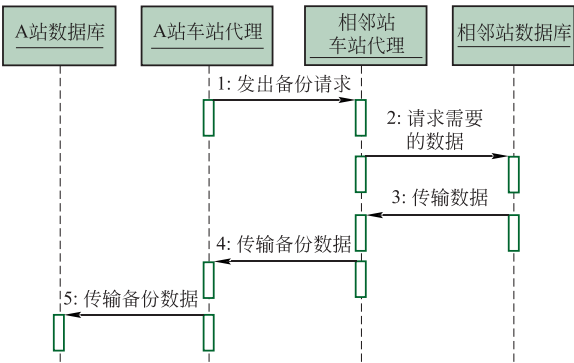 A站数据库
A站车站代理
相邻站
车站代理
相邻站数据库
1: 发出备份请求
2: 请求需要
的数据
3: 传输数据
4: 传输备份数据
5: 传输备份数据